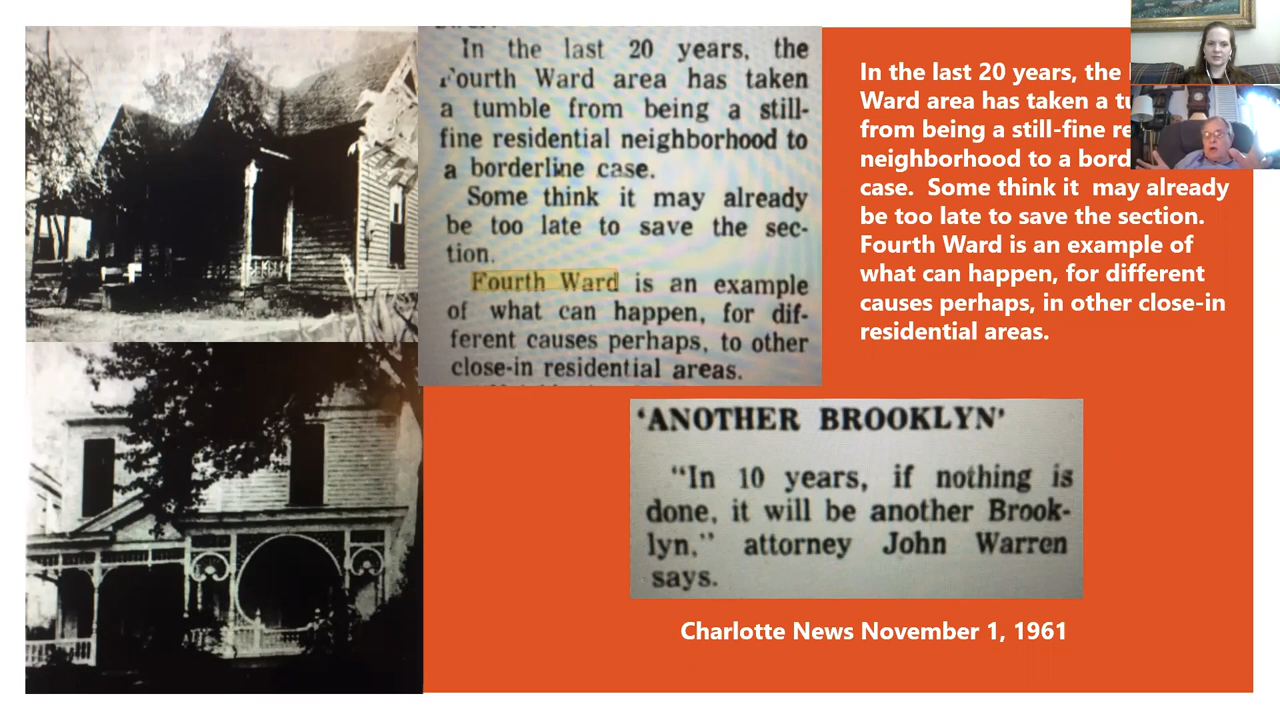 In the last 20 years, the
Fourth Ward area has taken
a tumble from being a still-
fine residential neighborhood to
a borderline case.
Some think it may already
be too late to save the sec-
tion.
Fourth Ward is an example
of what can happen, for dif-
ferent causes perhaps, to other
close-in residential areas.
In the last 20 years, the
Ward area has taken a
from being a still-fine
neighborhood to a
case. Some think it may already
be too late to save the section.
Fourth Ward is an example of
what can happen, for different
causes perhaps, in other close-in
residential areas.
‘ANOTHER BROOKLYN’
“In 10 years, if nothing is
done, it will be another Brook-
lyn,” attorney John Warren
says.
Charlotte News November 1, 1961